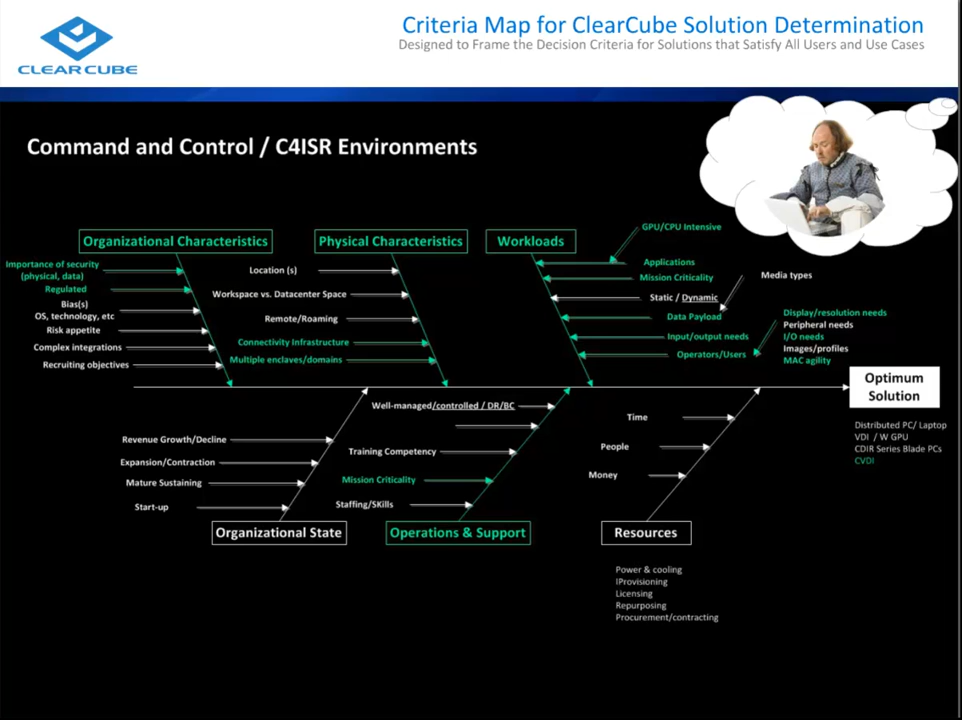 CLEARCUBE
Criteria Map for ClearCube Solution Determination
Designed to Frame the Decision Criteria for Solutions that Satisfy All Users and Use Cases
Command and Control / C4ISR Environments
Organizational Characteristics
Importance of security
(physical, data)
Regulated
Bias(s)
OS, technology, etc
Risk appetite
Complex integrations
Recruiting objectives
Physical Characteristics
Location (s)
Workspace vs. Datacenter Space
Remote/Roaming
Connectivity Infrastructure
Multiple enclaves/domains
Workloads
GPU/CPU Intensive
Applications
Mission Criticality
Static / Dynamic
Data Payload
Input/output needs
Operators/Users
Media types
Display/resolution needs
Peripheral needs
I/O needs
Images/profiles
MAC agility
Optimum
Solution
Distributed PC/ Laptop
VDI / W GPU
CDIR Series Blade PCs
CVDI
Revenue Growth/Decline
Expansion/Contraction
Mature Sustaining
Start-up
Organizational State
Well-managed/controlled / DR/BC
Training Competency
Mission Criticality
Staffing/SKills
Operations & Support
Time
People
Money
Resources
Power & cooling
IProvisioning
Licensing
Repurposing
Procurement/contracting